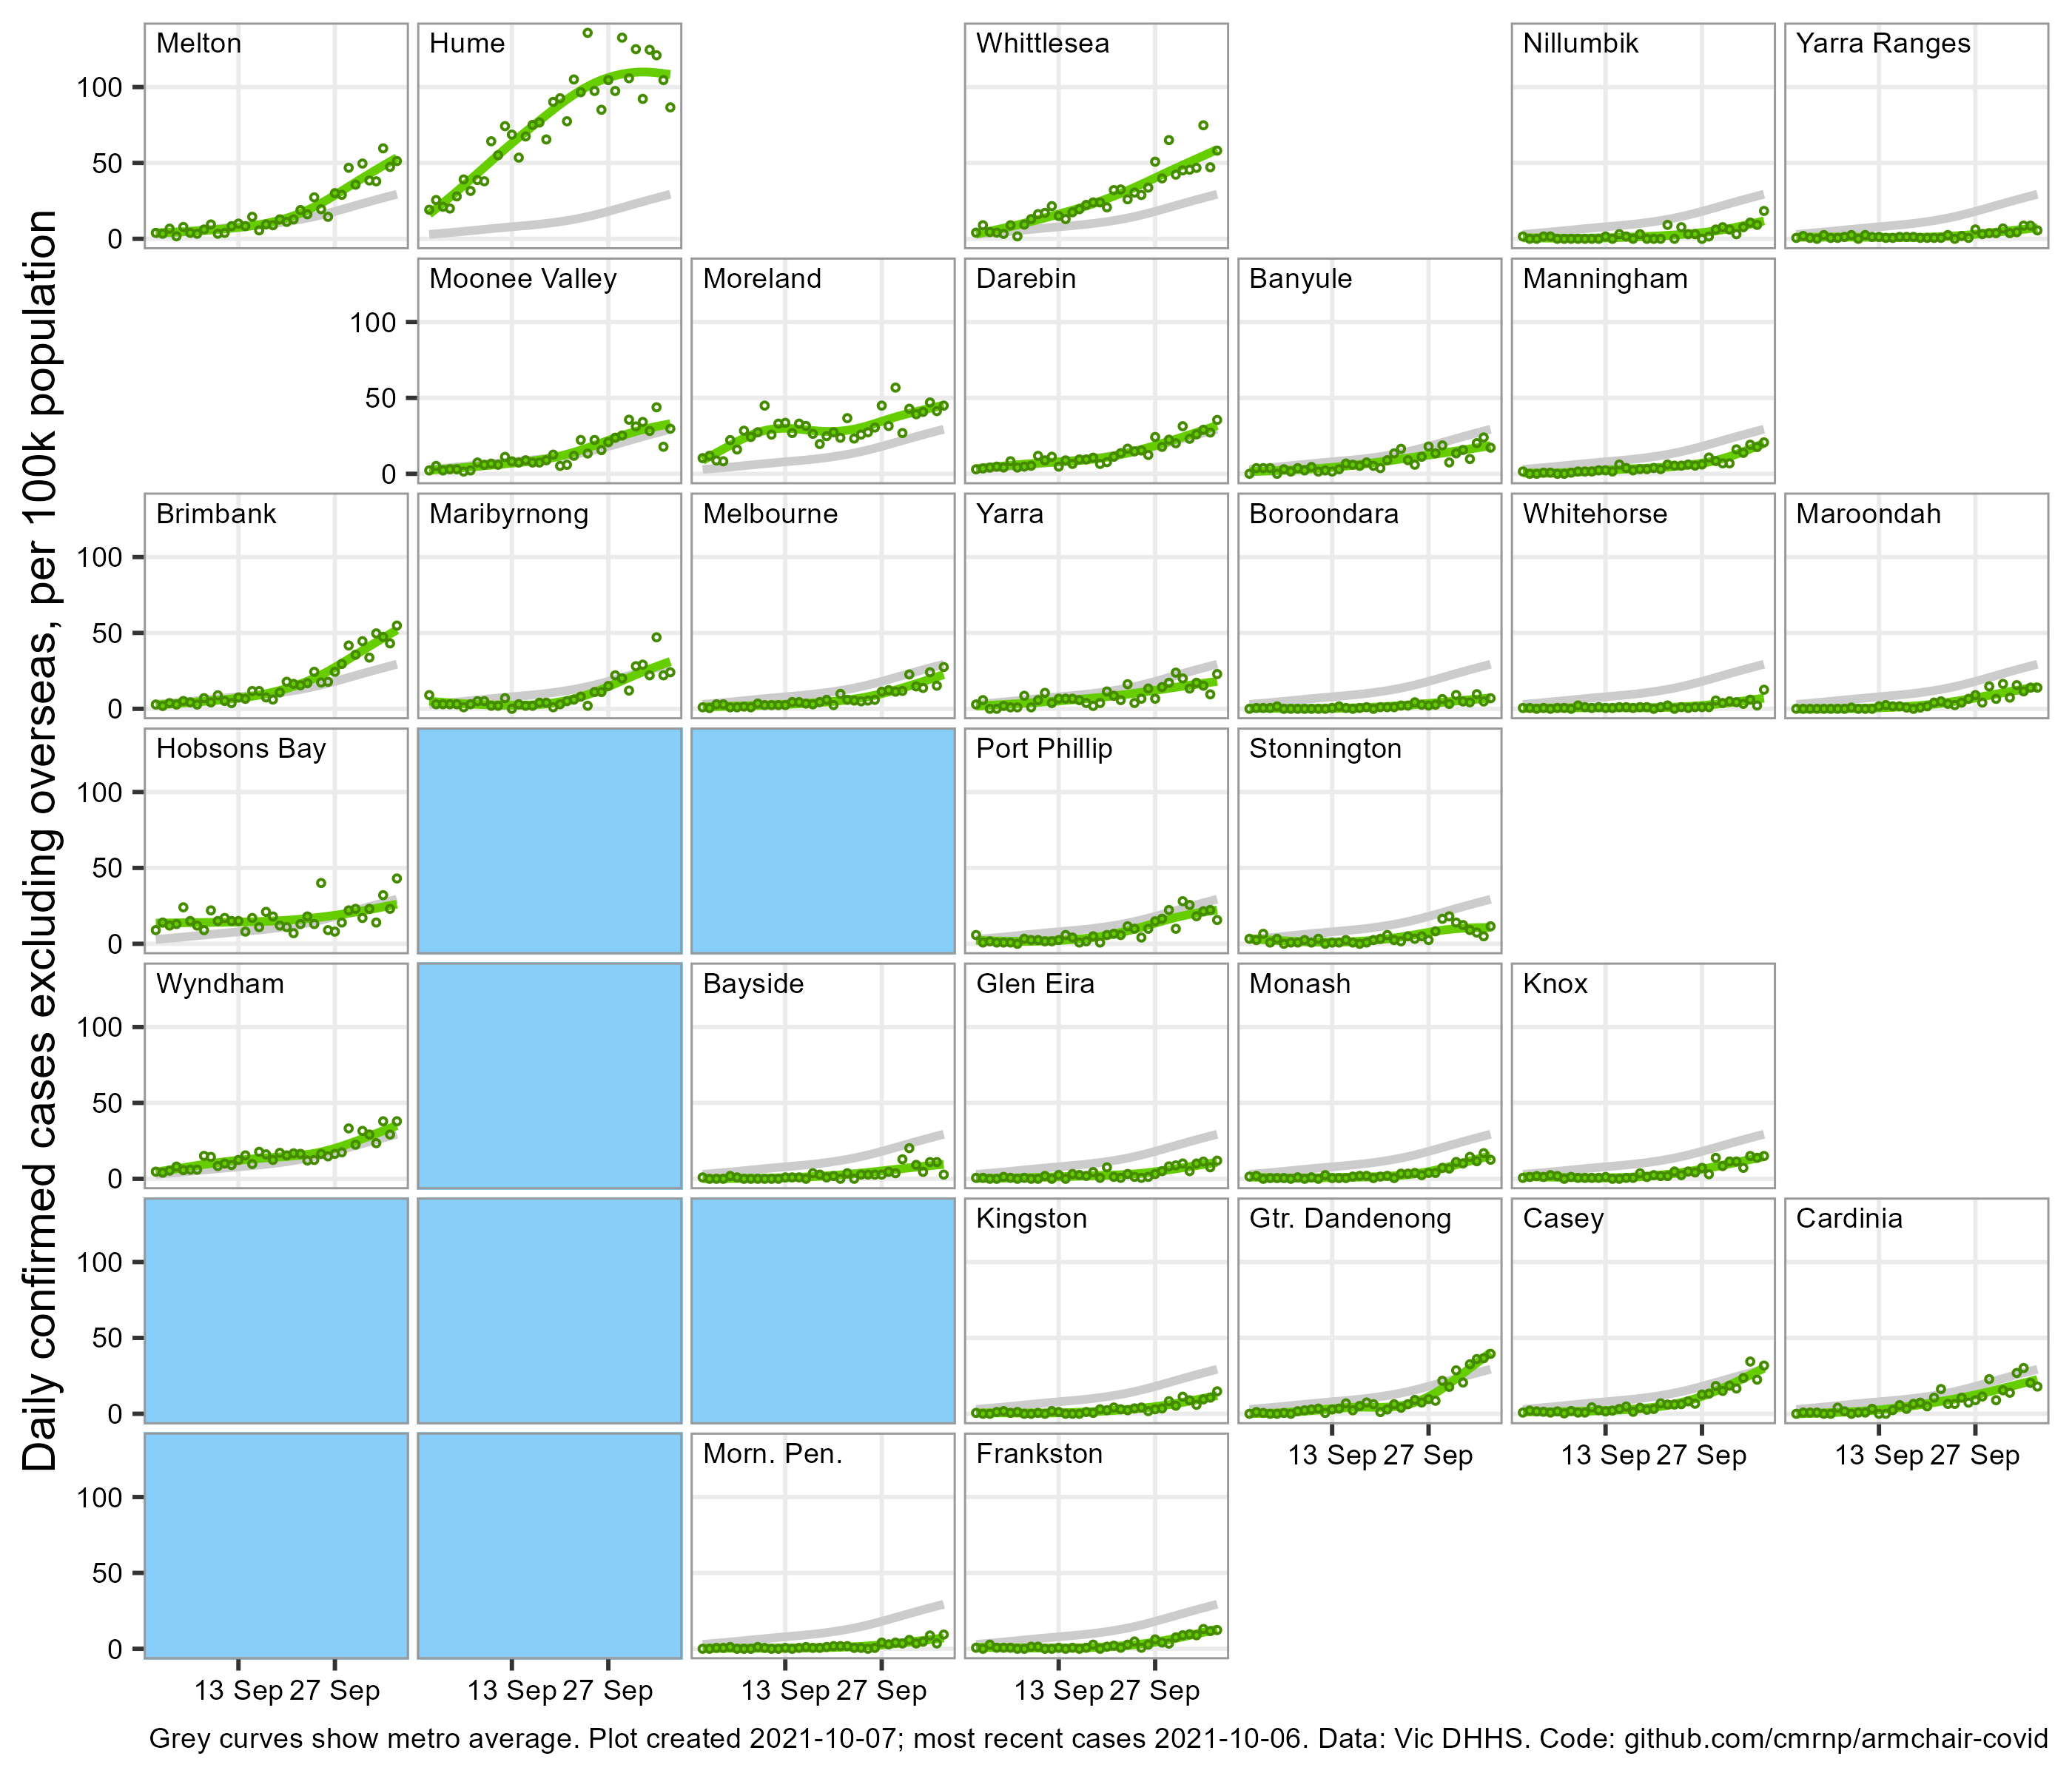 Daily confirmed cases excluding overseas, per 100k population
Melton
Hume
Whittlesea
Nillumbik
Yarra Ranges
100
50
0
Moonee Valley
Moreland
Darebin
Banyule
Manningham
100
50
0
Brimbank
Maribyrnong
Melbourne
Yarra
Boroondara
Whitehorse
Maroondah
100
50
0
Hobsons Bay
Port Phillip
Stonnington
100
50
0
Wyndham
Bayside
Glen Eira
Monash
Knox
100
50
0
Kingston
Gtr. Dandenong
Casey
Cardinia
100
50
0
13 Sep 27 Sep
13 Sep 27 Sep
13 Sep 27 Sep
Morn. Pen.
Frankston
100
50
0
13 Sep 27 Sep
13 Sep 27 Sep
13 Sep 27 Sep
13 Sep 27 Sep
Grey curves show metro average. Plot created 2021-10-07; most recent cases 2021-10-06. Data: Vic DHHS. Code: github.com/cmrnp/armchair-covid